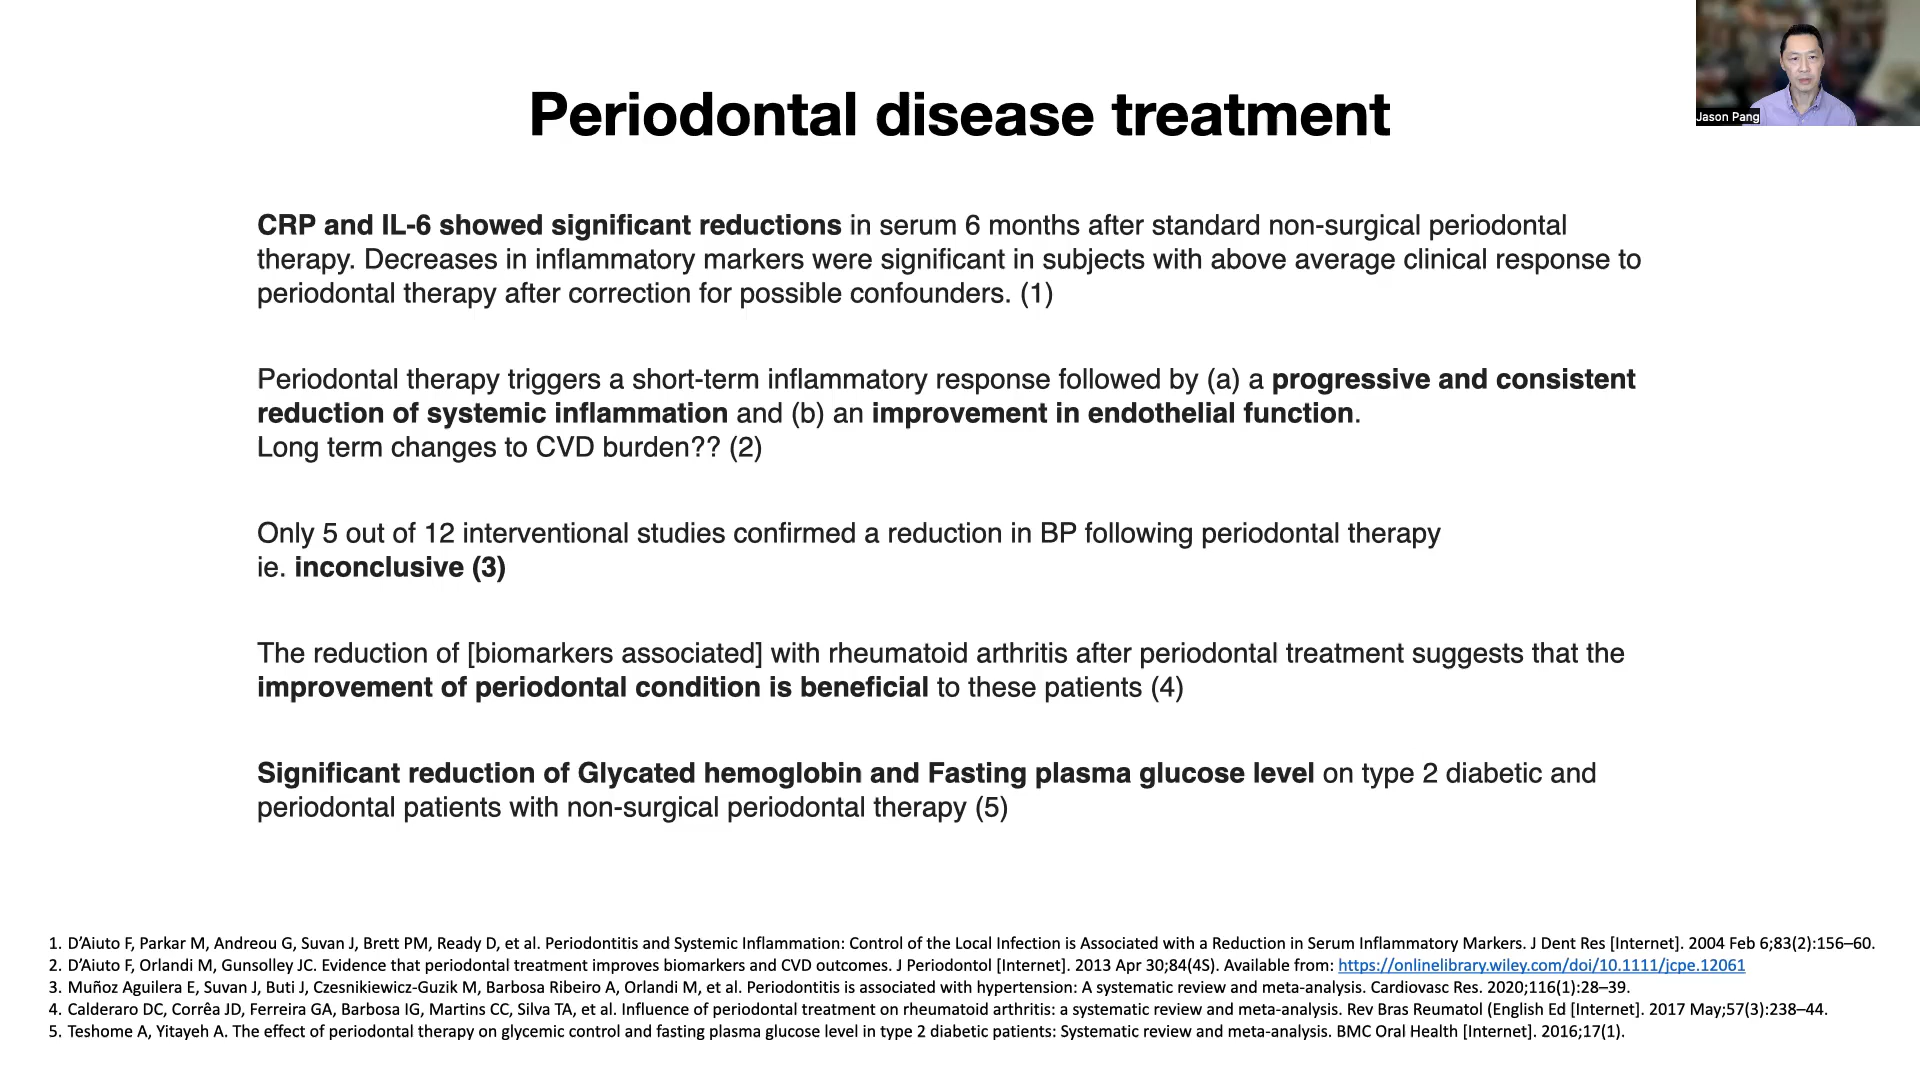 Jason Pang
Periodontal disease treatment
CRP and IL-6 showed significant reductions in serum 6 months after standard non-surgical periodontal
therapy. Decreases in inflammatory markers were significant in subjects with above average clinical response to
periodontal therapy after correction for possible confounders. (1)
Periodontal therapy triggers a short-term inflammatory response followed by (a) a progressive and consistent
reduction of systemic inflammation and (b) an improvement in endothelial function.
Long term changes to CVD burden?? (2)
Only 5 out of 12 interventional studies confirmed a reduction in BP following periodontal therapy
ie. inconclusive (3)
The reduction of [biomarkers associated] with rheumatoid arthritis after periodontal treatment suggests that the
improvement of periodontal condition is beneficial to these patients (4)
Significant reduction of Glycated hemoglobin and Fasting plasma glucose level on type 2 diabetic and
periodontal patients with non-surgical periodontal therapy (5)
1. D’Aiuto F, Parkar M, Andreou G, Suvan J, Brett PM, Ready D, et al. Periodontitis and Systemic Inflammation: Control of the Local Infection is Associated with a Reduction in Serum Inflammatory Markers. J Dent Res [Internet]. 2004 Feb 6;83(2):156–60.
2. D’Aiuto F, Orlandi M, Gunsolley JC. Evidence that periodontal treatment improves biomarkers and CVD outcomes. J Periodontol [Internet]. 2013 Apr 30;84(4S). Available from: https://onlinelibrary.wiley.com/doi/10.1111/jcpe.12061
3. Muñoz Aguilera E, Suvan J, Buti J, Czesnikiewicz-Guzik M, Barbosa Ribeiro A, Orlandi M, et al. Periodontitis is associated with hypertension: A systematic review and meta-analysis. Cardiovasc Res. 2020;116(1):28–39.
4. Calderaro DC, Corrêa JD, Ferreira GA, Barbosa IG, Martins CC, Silva TA, et al. Influence of periodontal treatment on rheumatoid arthritis: a systematic review and meta-analysis. Rev Bras Reumatol (English Ed [Internet]. 2017 May;57(3):238–44.
5. Teshome A, Yitayeh A. The effect of periodontal therapy on glycemic control and fasting plasma glucose level in type 2 diabetic patients: Systematic review and meta-analysis. BMC Oral Health [Internet]. 2016;17(1).